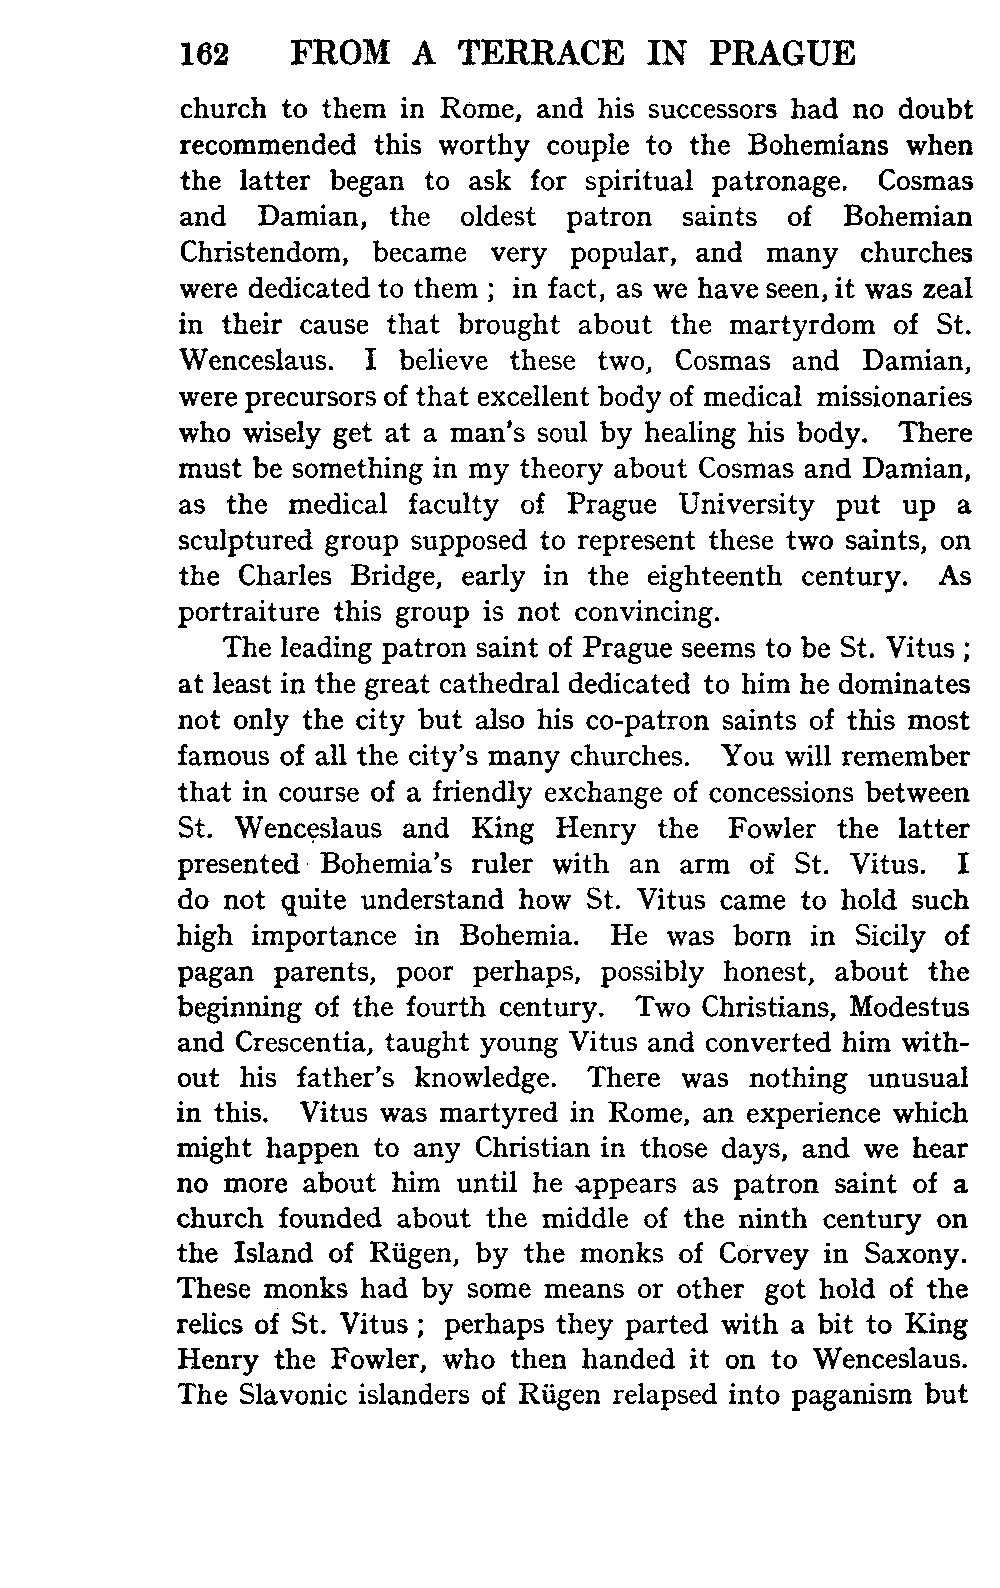 162 FROM A TERRACE IN PRAGUE
church to them in Rome, and his successors had no doubt
recommended this worthy couple to the Bohemians when
the latter began to ask for spiritual patronage. Cosmas
and Damian, the oldest patron saints of Bohemian
Christendom, became very popular, and many churches
were dedicated to them ; in fact, as we have seen, it was zeal
in their cause that brought about the martyrdom of St.
Wenceslaus. I believe these two, Cosmas and Damian,
were precursors of that excellent body of medical missionaries
who wisely get at a man's soul by healing his body. There
must be something in my theory about Cosmas and Damian,
as the medical faculty of Prague University put up a
sculptured group supposed to represent these two saints, on
the Charles Bridge, early in the eighteenth century. As
portraiture this group is not convincing.
The leading patron saint of Prague seems to be St. Vitus ;
at least in the great cathedral dedicated to him he dominates
not only the city but also his co-patron saints of this most
famous of all the city's many churches. You will remember
that in course of a friendly exchange of concessions between
St. Wenceslaus and King Henry the Fowler the latter
presented Bohemia's ruler with an arm of St. Vitus. I
do not quite understand how St. Vitus came to hold such
high importance in Bohemia. He was born in Sicily of
pagan parents, poor perhaps, possibly honest, about the
beginning of the fourth century. Two Christians, Modestus
and Crescentia, taught young Vitus and converted him with-
out his father's knowledge. There was nothing unusual
in this. Vitus was martyred in Rome, an experience which
might happen to any Christian in those days, and we hear
no more about him until he appears as patron saint of a
church founded about the middle of the ninth century on
the Island of Rügen, by the monks of Corvey in Saxony.
These monks had by some means or other got hold of the
relics of St. Vitus ; perhaps they parted with a bit to King
Henry the Fowler, who then handed it on to Wenceslaus.
The Slavonic islanders of Rügen relapsed into paganism but